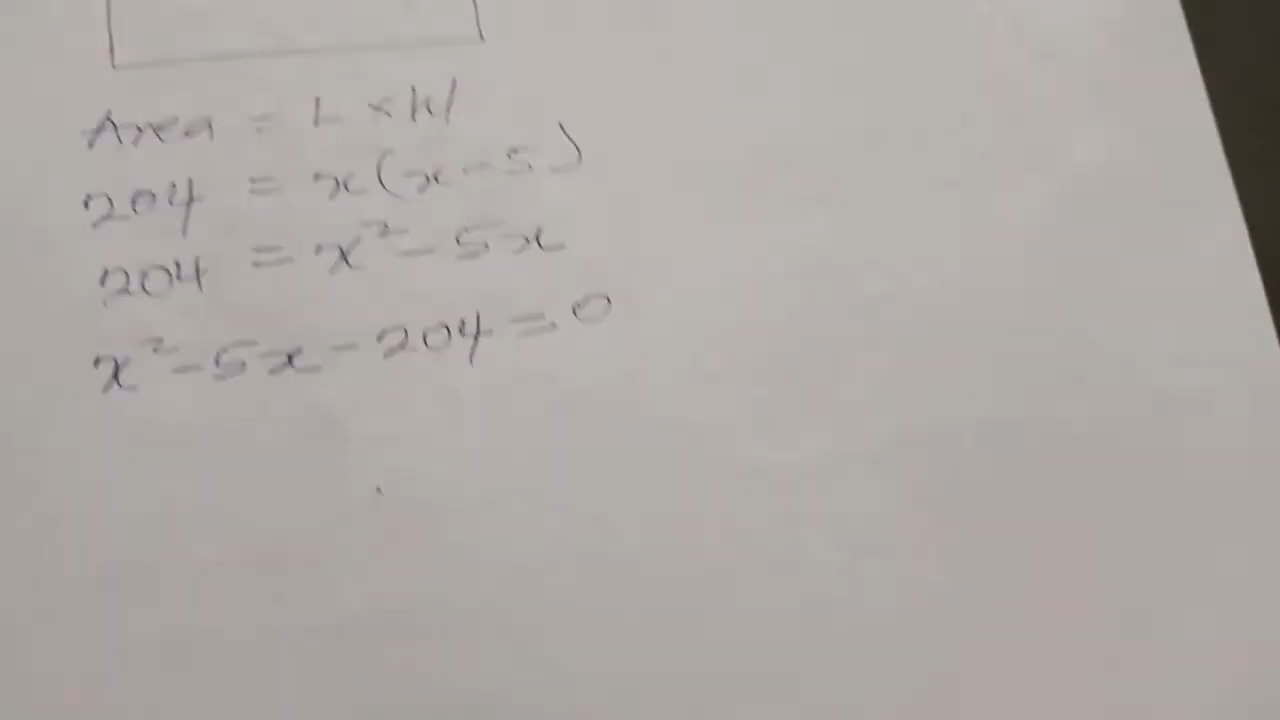 Area = L × W
204 = x(x - 5)
204 = x² - 5x
x² - 5x - 204 = 0